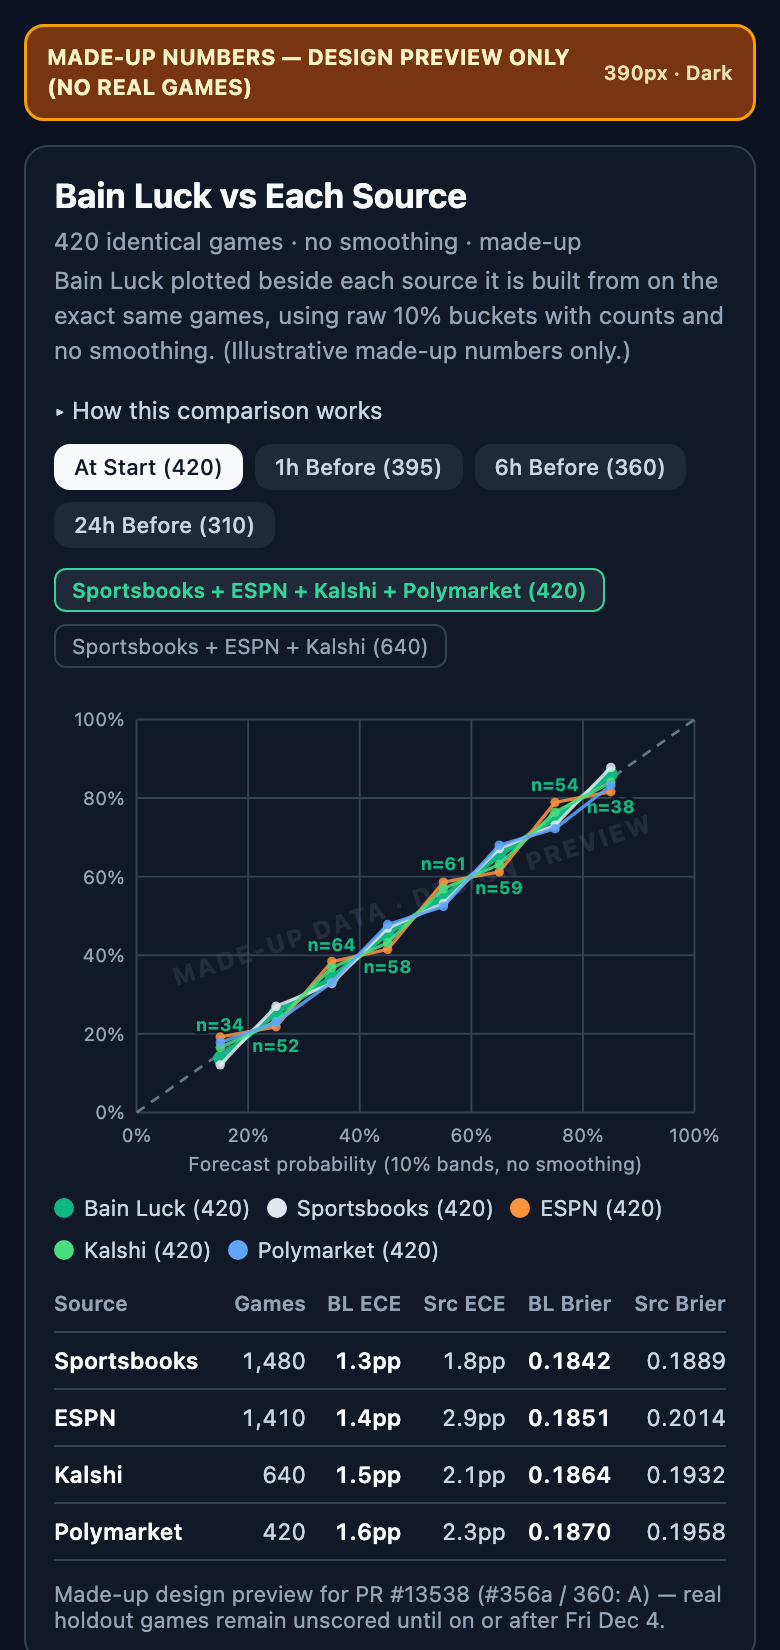 MADE-UP NUMBERS — DESIGN PREVIEW ONLY
(NO REAL GAMES)
390px · Dark
Bain Luck vs Each Source
420 identical games · no smoothing · made-up
Bain Luck plotted beside each source it is built from on the
exact same games, using raw 10% buckets with counts and
no smoothing. (Illustrative made-up numbers only.)
▸ How this comparison works
At Start (420) 1h Before (395) 6h Before (360)
24h Before (310)
Sportsbooks + ESPN + Kalshi + Polymarket (420)
Sportsbooks + ESPN + Kalshi (640)
100%
80%
60%
40%
20%
0%
n=54
n=38
n=61
n=59
n=64
n=58
n=34
n=52
MADE-UP DATA · DESIGN PREVIEW
0% 20% 40% 60% 80% 100%
Forecast probability (10% bands, no smoothing)
Bain Luck (420) Sportsbooks (420) ESPN (420)
Kalshi (420) Polymarket (420)
Source Games BL ECE Src ECE BL Brier Src Brier
Sportsbooks 1,480 1.3pp 1.8pp 0.1842 0.1889
ESPN 1,410 1.4pp 2.9pp 0.1851 0.2014
Kalshi 640 1.5pp 2.1pp 0.1864 0.1932
Polymarket 420 1.6pp 2.3pp 0.1870 0.1958
Made-up design preview for PR #13538 (#356a / 360: A) — real
holdout games remain unscored until on or after Fri Dec 4.